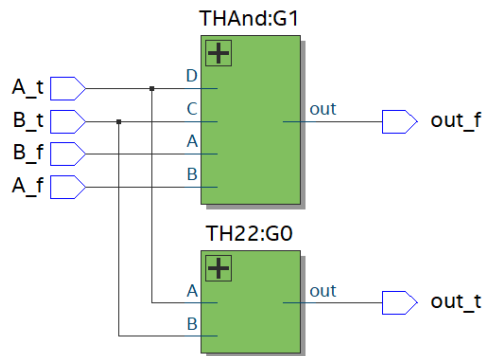 THAnd:G1
A_t
D
B_t
C
out
out_f
B_f
A
A_f
B
TH22:G0
A
out
out_t
B